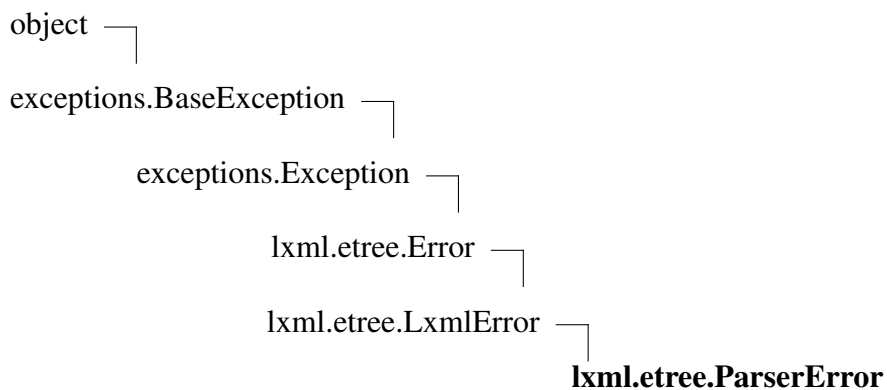 object
exceptions.BaseException
exceptions.Exception
lxml.etree.Error
lxml.etree.LxmlError
lxml.etree.ParserError